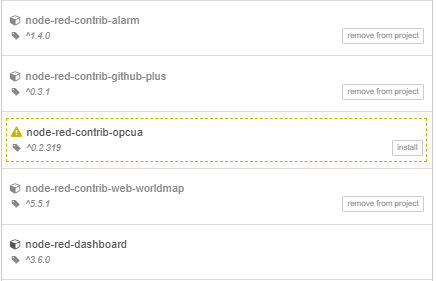 node-red-contrib-alarm
^1.4.0
remove from project
node-red-contrib-github-plus
^0.3.1
remove from project
node-red-contrib-opcua
^0.2.319
install
node-red-contrib-web-worldmap
^5.5.1
remove from project
node-red-dashboard
^3.6.0